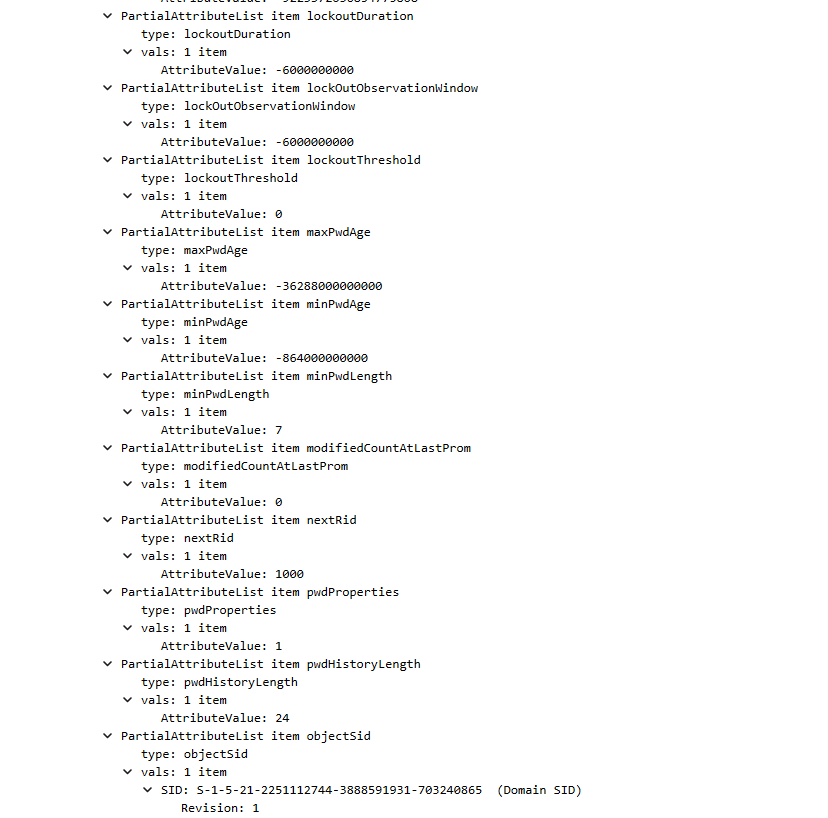 PartialAttributeList item lockoutDuration
type: lockoutDuration
vals: 1 item
AttributeValue: -6000000000
PartialAttributeList item lockOutObservationWindow
type: lockOutObservationWindow
vals: 1 item
AttributeValue: -6000000000
PartialAttributeList item lockoutThreshold
type: lockoutThreshold
vals: 1 item
AttributeValue: 0
PartialAttributeList item maxPwdAge
type: maxPwdAge
vals: 1 item
AttributeValue: -36288000000000
PartialAttributeList item minPwdAge
type: minPwdAge
vals: 1 item
AttributeValue: -864000000000
PartialAttributeList item minPwdLength
type: minPwdLength
vals: 1 item
AttributeValue: 7
PartialAttributeList item modifiedCountAtLastProm
type: modifiedCountAtLastProm
vals: 1 item
AttributeValue: 0
PartialAttributeList item nextRid
type: nextRid
vals: 1 item
AttributeValue: 1000
PartialAttributeList item pwdProperties
type: pwdProperties
vals: 1 item
AttributeValue: 1
PartialAttributeList item pwdHistoryLength
type: pwdHistoryLength
vals: 1 item
AttributeValue: 24
PartialAttributeList item objectSid
type: objectSid
vals: 1 item
SID: S-1-5-21-2251112744-3888591931-703240865 (Domain SID)
Revision: 1